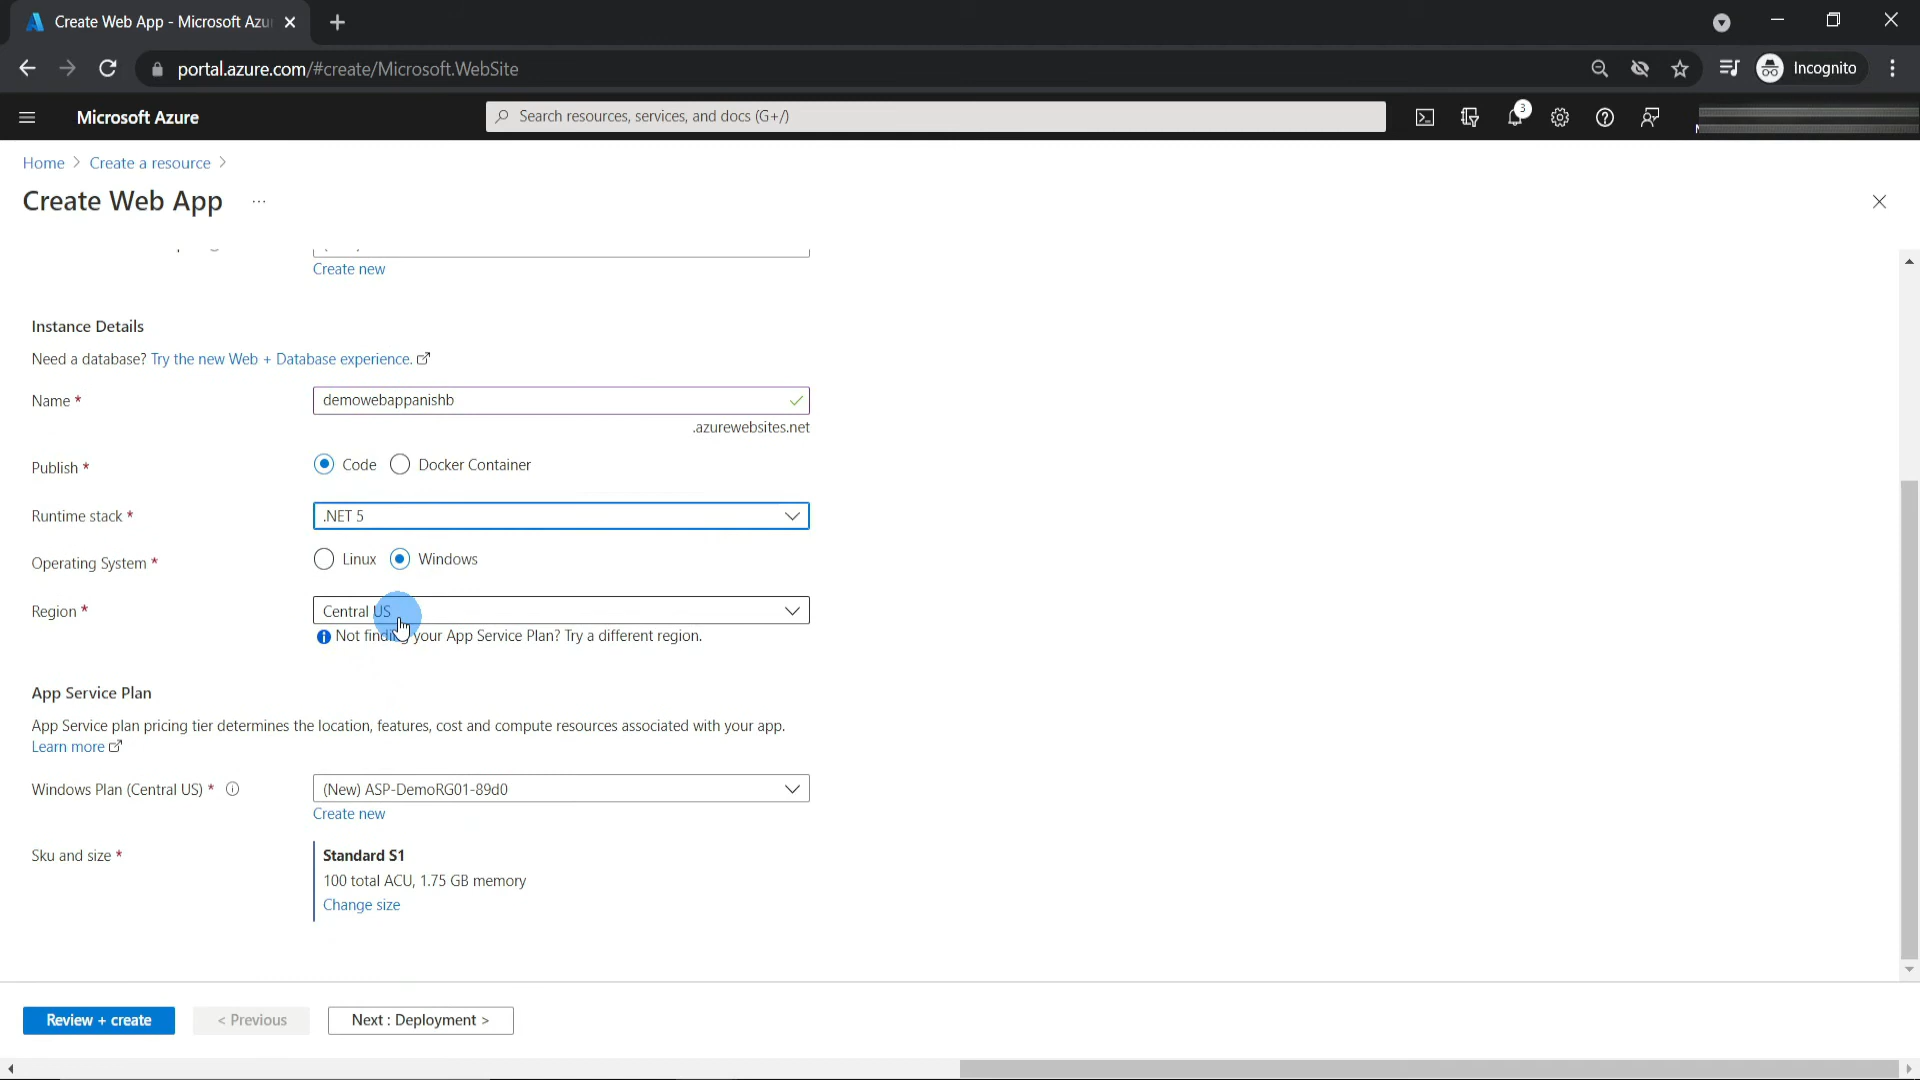 Create Web App - Microsoft Azu
portal.azure.com/#create/Microsoft.WebSite
Incognito
Microsoft Azure
Search resources, services, and docs (G+/)
3
Home > Create a resource >
Create Web App ...
Create new
Instance Details
Need a database? Try the new Web + Database experience.
Name *
demowebappanishb
.azurewebsites.net
Publish *
Code
Docker Container
Runtime stack *
.NET 5
Operating System *
Linux
Windows
Region *
Central US
Not finding your App Service Plan? Try a different region.
App Service Plan
App Service plan pricing tier determines the location, features, cost and compute resources associated with your app.
Learn more
Windows Plan (Central US) *
(New) ASP-DemoRG01-89d0
Create new
Sku and size *
Standard S1
100 total ACU, 1.75 GB memory
Change size
Review + create
< Previous
Next : Deployment >